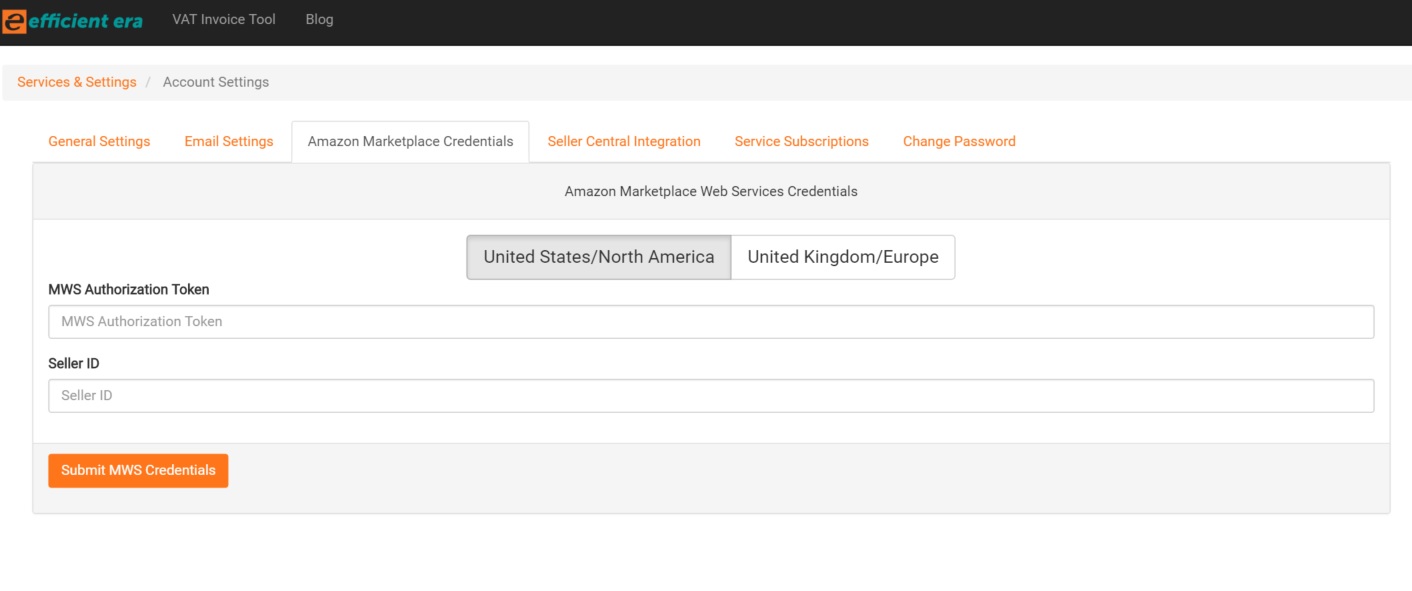 e efficient era VAT Invoice Tool Blog
Services & Settings / Account Settings
General Settings Email Settings Amazon Marketplace Credentials Seller Central Integration Service Subscriptions Change Password
Amazon Marketplace Web Services Credentials
United States/North America United Kingdom/Europe
MWS Authorization Token
MWS Authorization Token
Seller ID
Seller ID
Submit MWS Credentials